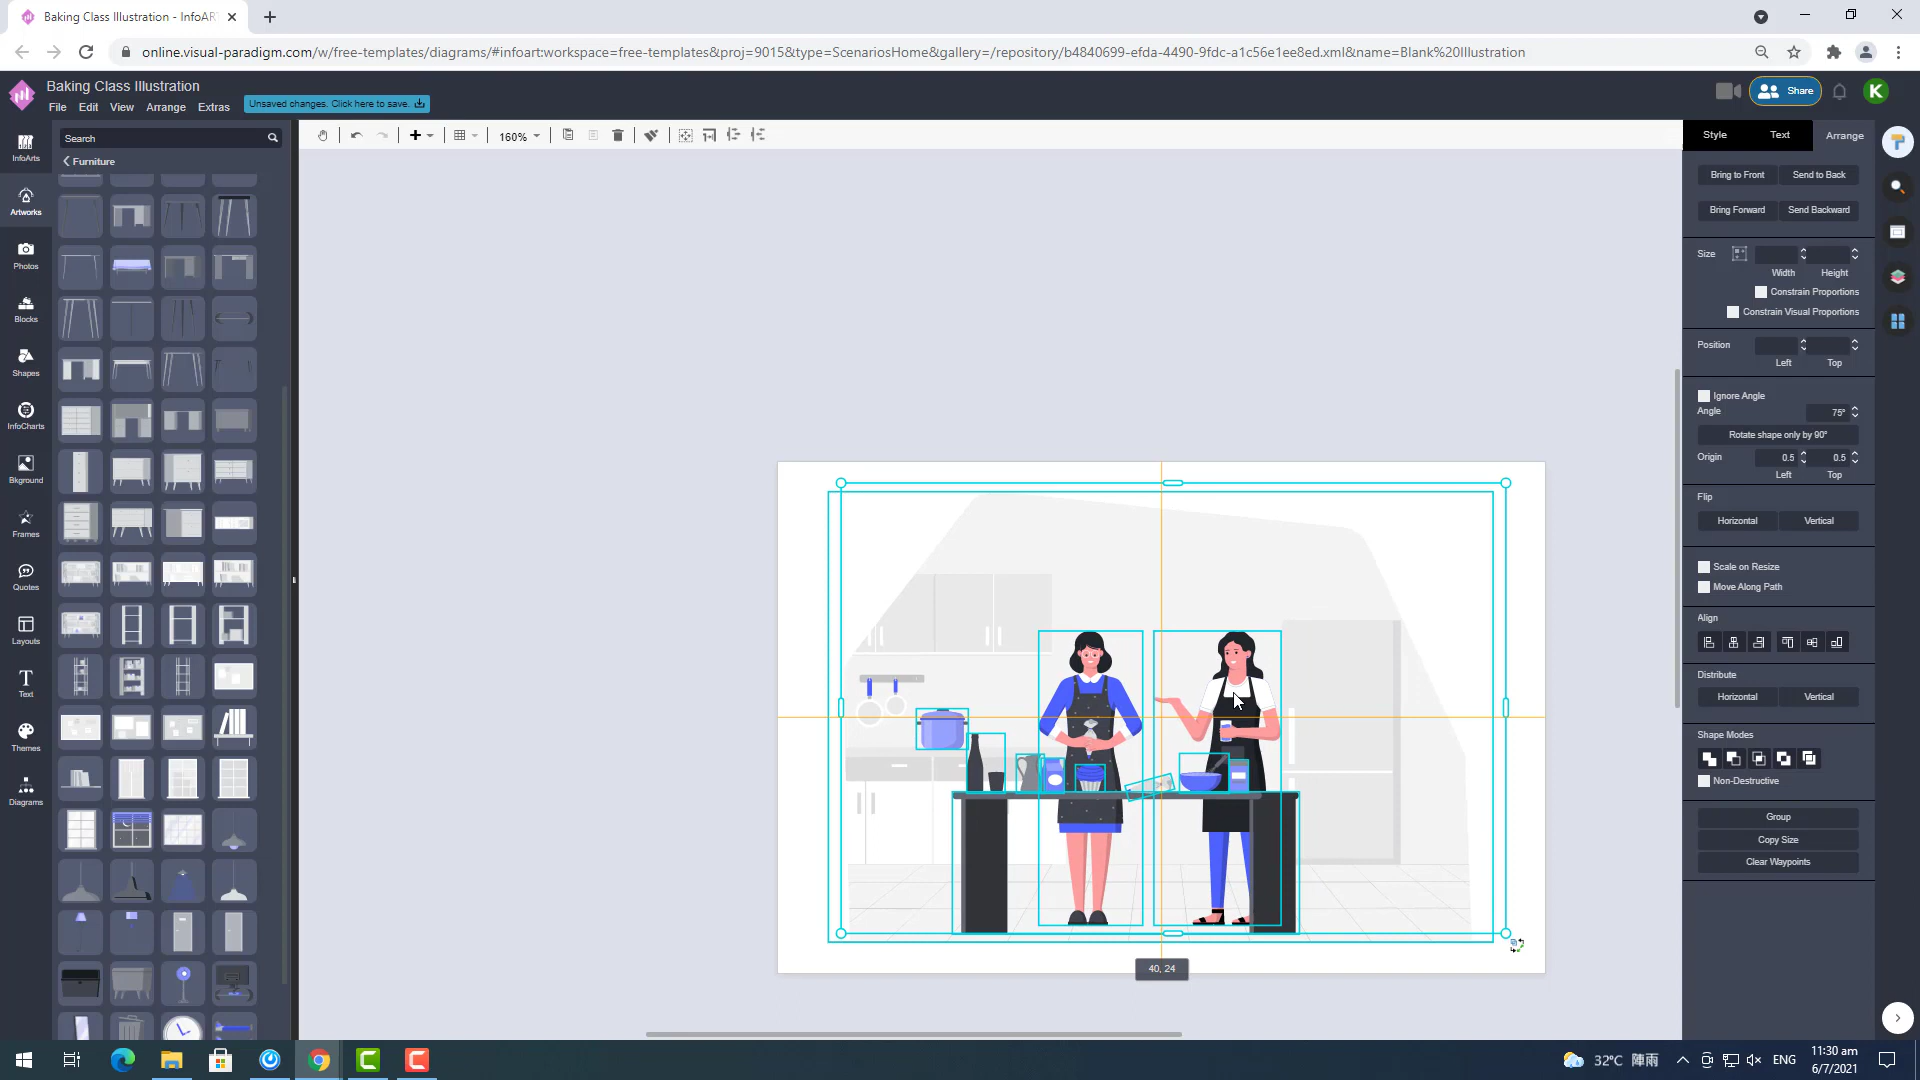 Baking Class Illustration - InfoAR
online.visual-paradigm.com/w/free-templates/diagrams/#infoart:workspace=free-templates&proj=9015&type=ScenariosHome&gallery=/repository/b4840699-efda-4490-9fdc-a1c56e1ee8ed.xml&name=Blank%20Illustration
Baking Class Illustration
File Edit View Arrange Extras
Unsaved changes. Click here to save.
Share
K
InfoArts
Artworks
Photos
Blocks
Shapes
InfoCharts
Bkground
Frames
Quotes
Layouts
Text
Themes
Diagrams
Search
Furniture
160%
40, 24
Style Text Arrange
Bring to Front Send to Back
Bring Forward Send Backward
Size
Width Height
Constrain Proportions
Constrain Visual Proportions
Position
Left Top
Ignore Angle
Angle 75°
Rotate shape only by 90°
Origin 0.5 0.5
Left Top
Flip
Horizontal Vertical
Scale on Resize
Move Along Path
Align
Distribute
Horizontal Vertical
Shape Modes
Non-Destructive
Group
Copy Size
Clear Waypoints
32°C 陣雨
ENG
11:30 am
6/7/2021